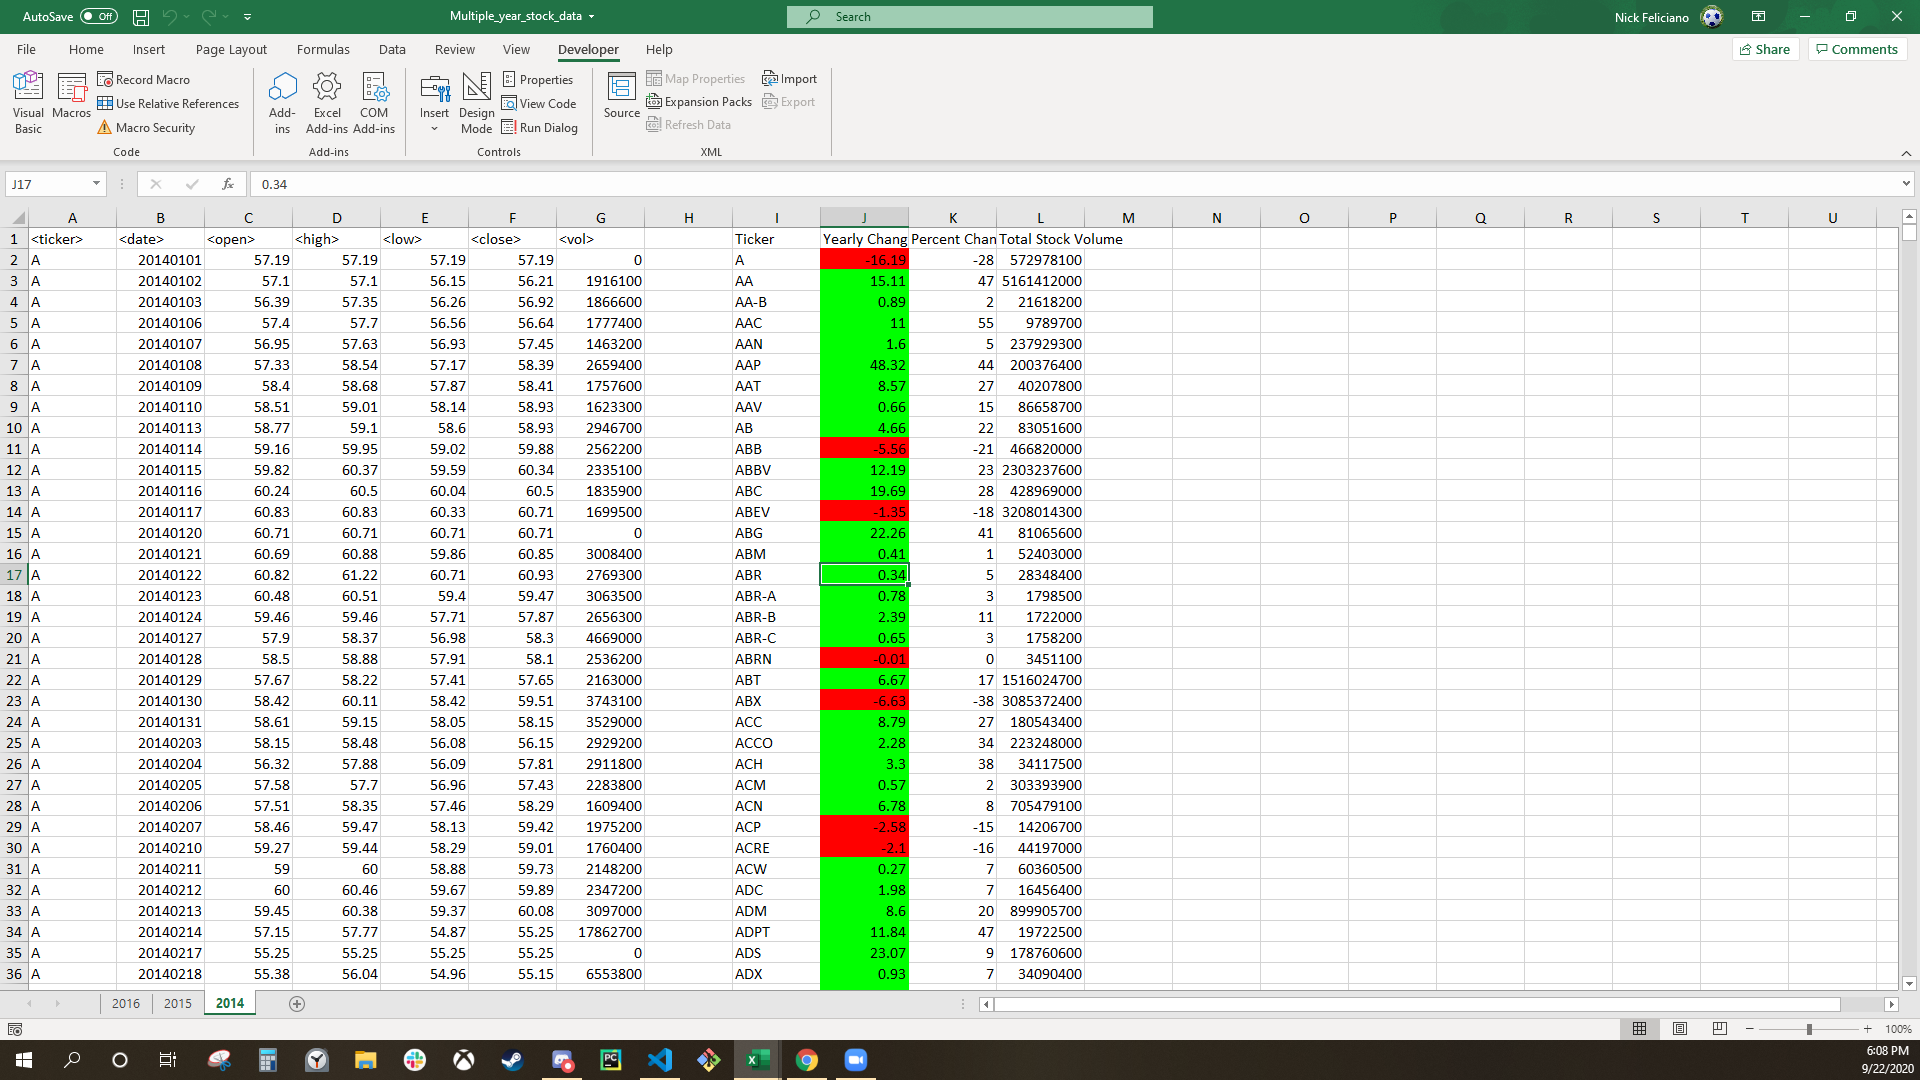 AutoSave Off Multiple_year_stock_data Search Nick Feliciano
File Home Insert Page Layout Formulas Data Review View Developer Help Share Comments
Visual Basic Macros Record Macro Use Relative References Macro Security Code
Add-ins Excel Add-ins COM Add-ins Add-ins
Insert Design Mode Properties View Code Run Dialog Controls
Source Map Properties Expansion Packs Refresh Data Import Export XML
J17 fx 0.34
A B C D E F G H I J K L M N O P Q R S T U
1 <ticker> <date> <open> <high> <low> <close> <vol> Ticker Yearly Chang Percent Chan Total Stock Volume
2 A 20140101 57.19 57.19 57.19 57.19 0 A -16.19 -28 572978100
3 A 20140102 57.1 57.1 56.15 56.21 1916100 AA 15.11 47 5161412000
4 A 20140103 56.39 57.35 56.26 56.92 1866600 AA-B 0.89 2 21618200
5 A 20140106 57.4 57.7 56.56 56.64 1777400 AAC 11 55 9789700
6 A 20140107 56.95 57.63 56.93 57.45 1463200 AAN 1.6 5 237929300
7 A 20140108 57.33 58.54 57.17 58.39 2659400 AAP 48.32 44 200376400
8 A 20140109 58.4 58.68 57.87 58.41 1757600 AAT 8.57 27 40207800
9 A 20140110 58.51 59.01 58.14 58.93 1623300 AAV 0.66 15 86658700
10 A 20140113 58.77 59.1 58.6 58.93 2946700 AB 4.66 22 83051600
11 A 20140114 59.16 59.95 59.02 59.88 2562200 ABB -5.56 -21 466820000
12 A 20140115 59.82 60.37 59.59 60.34 2335100 ABBV 12.19 23 2303237600
13 A 20140116 60.24 60.5 60.04 60.5 1835900 ABC 19.69 28 428969000
14 A 20140117 60.83 60.83 60.33 60.71 1699500 ABEV -1.35 -18 3208014300
15 A 20140120 60.71 60.71 60.71 60.71 0 ABG 22.26 41 81065600
16 A 20140121 60.69 60.88 59.86 60.85 3008400 ABM 0.41 1 52403000
17 A 20140122 60.82 61.22 60.71 60.93 2769300 ABR 0.34 5 28348400
18 A 20140123 60.48 60.51 59.4 59.47 3063500 ABR-A 0.78 3 1798500
19 A 20140124 59.46 59.46 57.71 57.87 2656300 ABR-B 2.39 11 1722000
20 A 20140127 57.9 58.37 56.98 58.3 4669000 ABR-C 0.65 3 1758200
21 A 20140128 58.5 58.88 57.91 58.1 2536200 ABRN -0.01 0 3451100
22 A 20140129 57.67 58.22 57.41 57.65 2163000 ABT 6.67 17 1516024700
23 A 20140130 58.42 60.11 58.42 59.51 3743100 ABX -6.63 -38 3085372400
24 A 20140131 58.61 59.15 58.05 58.15 3529000 ACC 8.79 27 180543400
25 A 20140203 58.15 58.48 56.08 56.15 2929200 ACCO 2.28 34 223248000
26 A 20140204 56.32 57.88 56.09 57.81 2911800 ACH 3.3 38 34117500
27 A 20140205 57.58 57.7 56.96 57.43 2283800 ACM 0.57 2 303393900
28 A 20140206 57.51 58.35 57.46 58.29 1609400 ACN 6.78 8 705479100
29 A 20140207 58.46 59.47 58.13 59.42 1975200 ACP -2.58 -15 14206700
30 A 20140210 59.27 59.44 58.29 59.01 1760400 ACRE -2.1 -16 44197000
31 A 20140211 59 60 58.88 59.73 2148200 ACW 0.27 7 60360500
32 A 20140212 60 60.46 59.67 59.89 2347200 ADC 1.98 7 16456400
33 A 20140213 59.45 60.38 59.37 60.08 3097000 ADM 8.6 20 899905700
34 A 20140214 57.15 57.77 54.87 55.25 17862700 ADPT 11.84 47 19722500
35 A 20140217 55.25 55.25 55.25 55.25 0 ADS 23.07 9 178760600
36 A 20140218 55.38 56.04 54.96 55.15 6553800 ADX 0.93 7 34090400
2016 2015 2014
100%
6:08 PM
9/22/2020